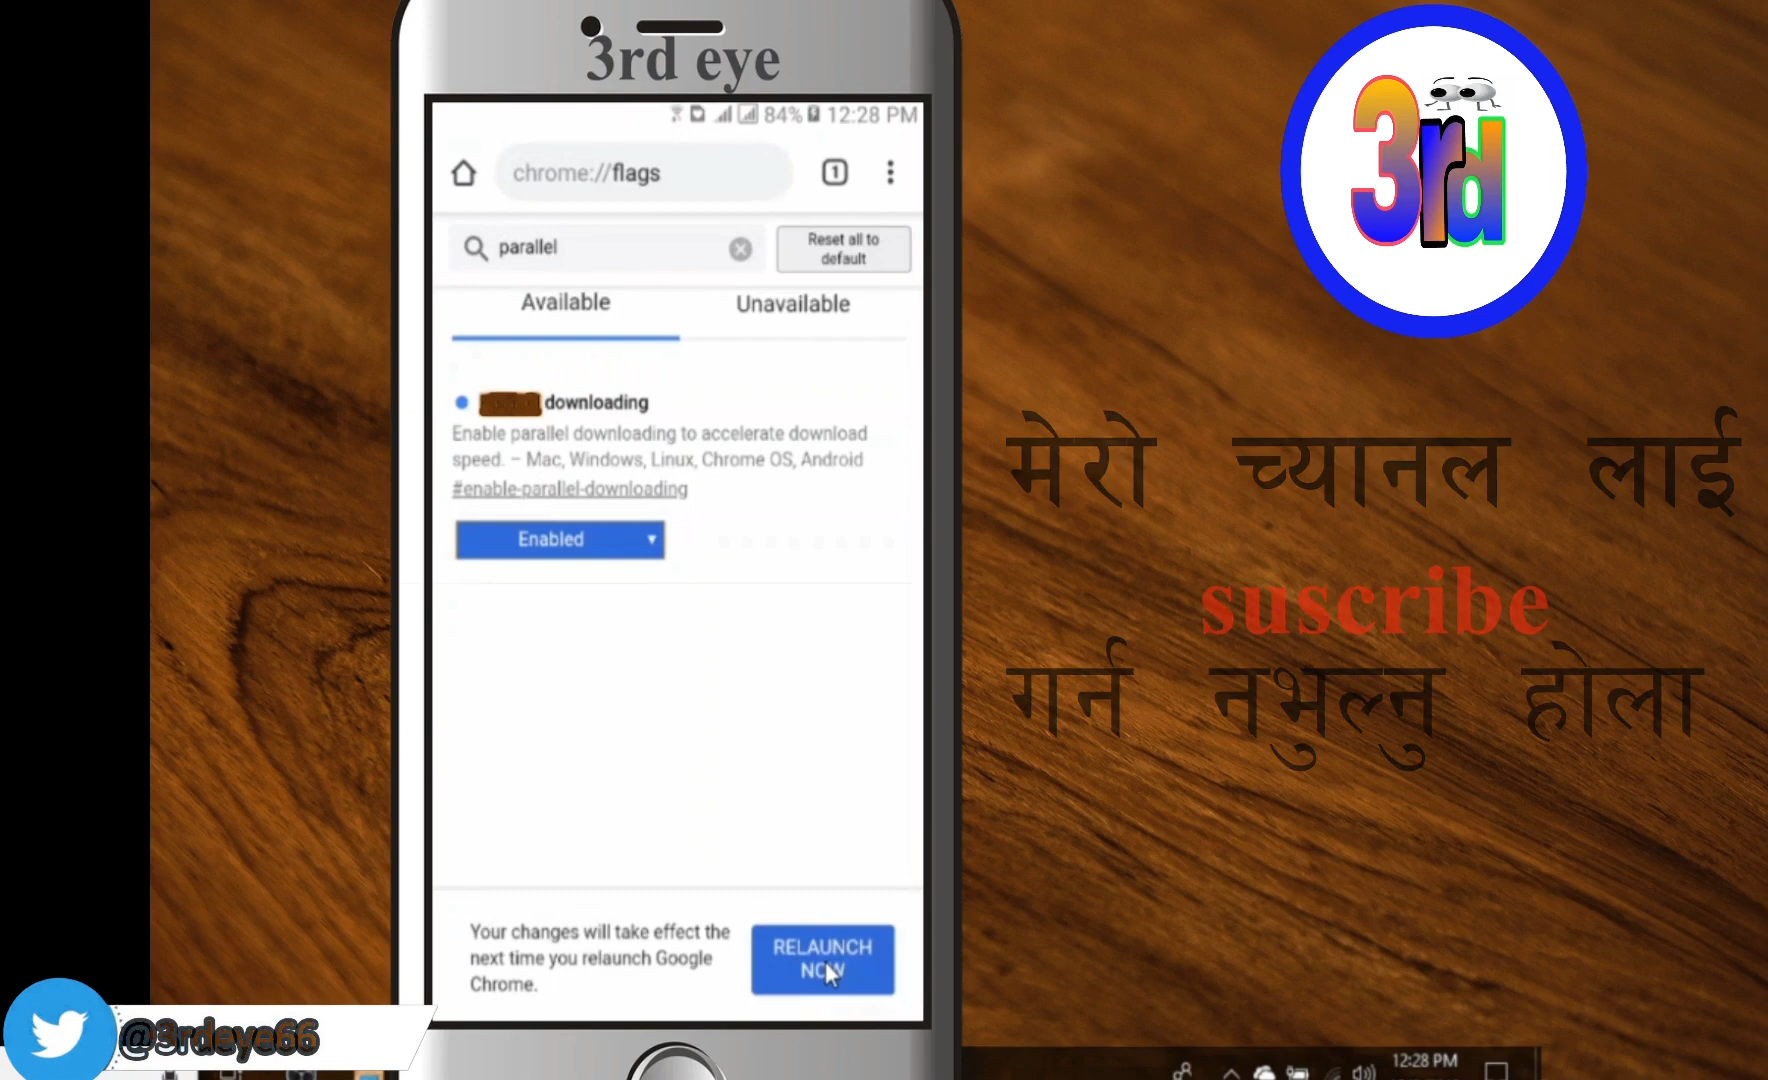 3rd eye
84% 12:28 PM
chrome://flags
1
parallel
Reset all to
default
Available
Unavailable
downloading
Enable parallel downloading to accelerate download
speed. – Mac, Windows, Linux, Chrome OS, Android
#enable-parallel-downloading
Enabled
Your changes will take effect the
next time you relaunch Google
Chrome.
RELAUNCH
NOW
3rd
मेरो च्यानल लाई
suscribe
गर्न नभुल्नु होला
@3rdeye66
12:28 PM